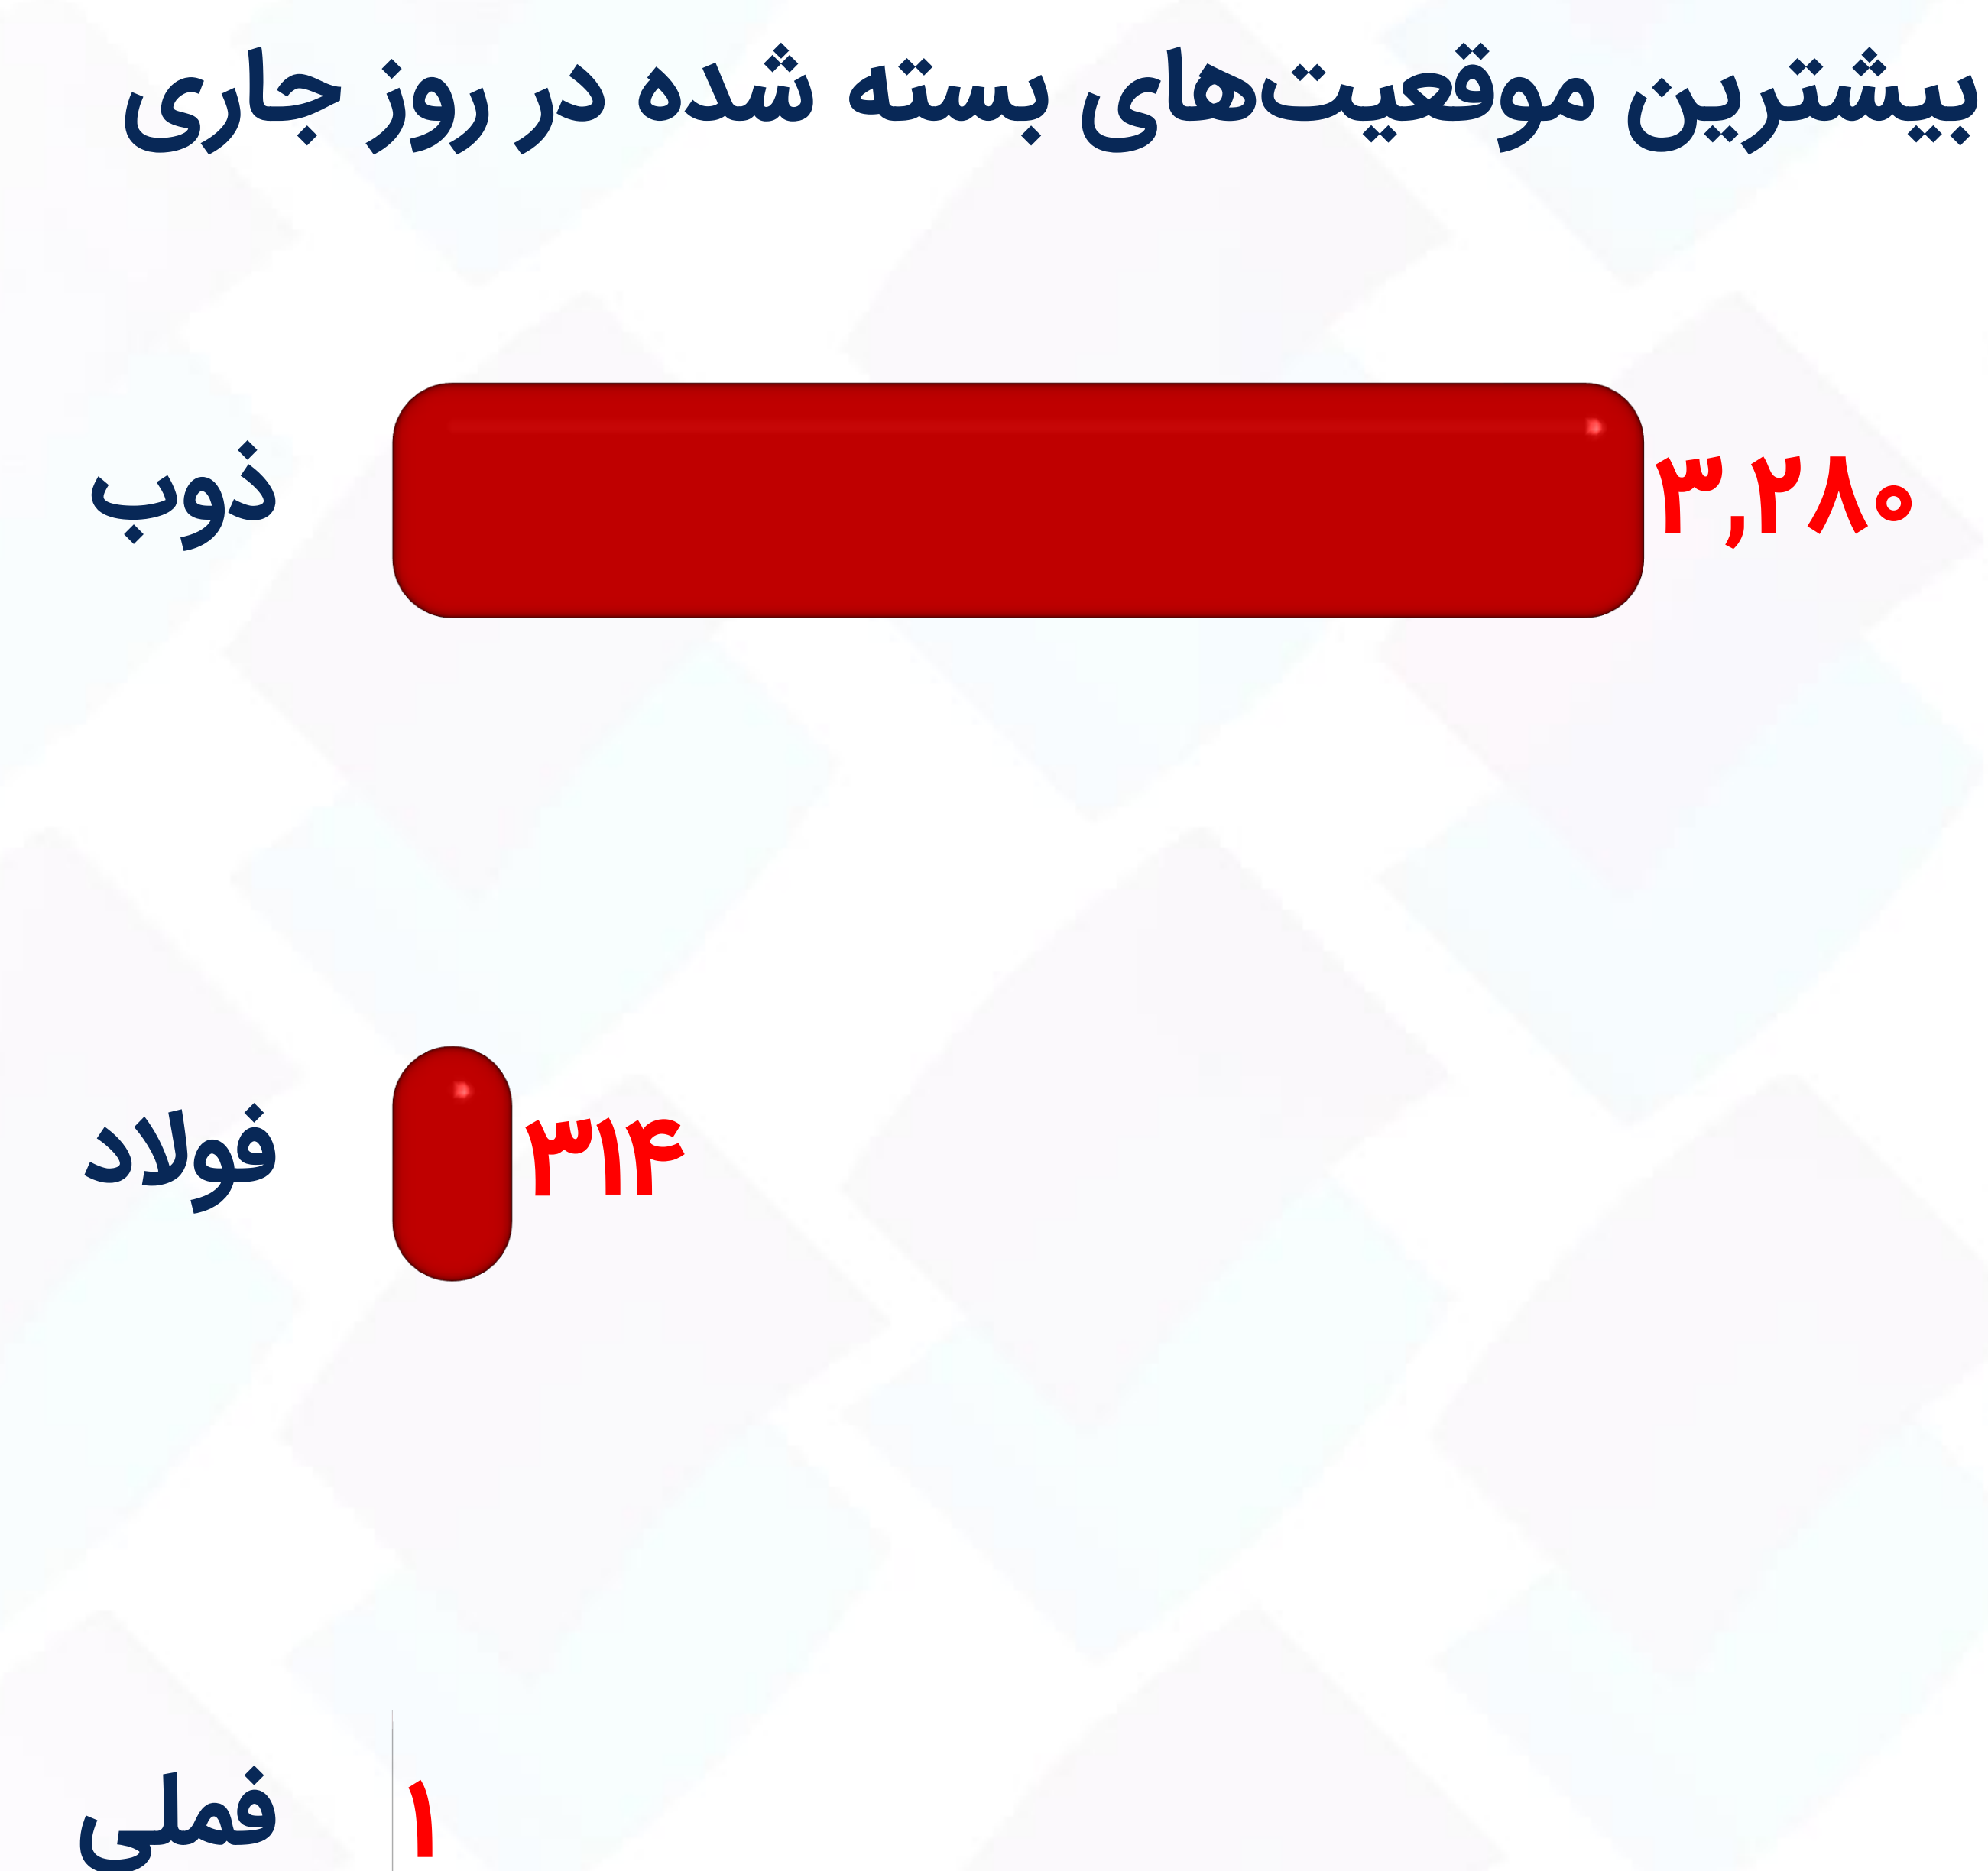 بیشترین موقعیت‌های بسته شده در روز جاری
ذوب ۳,۲۸۰
فولاد ۳۱۴
فملی ۱